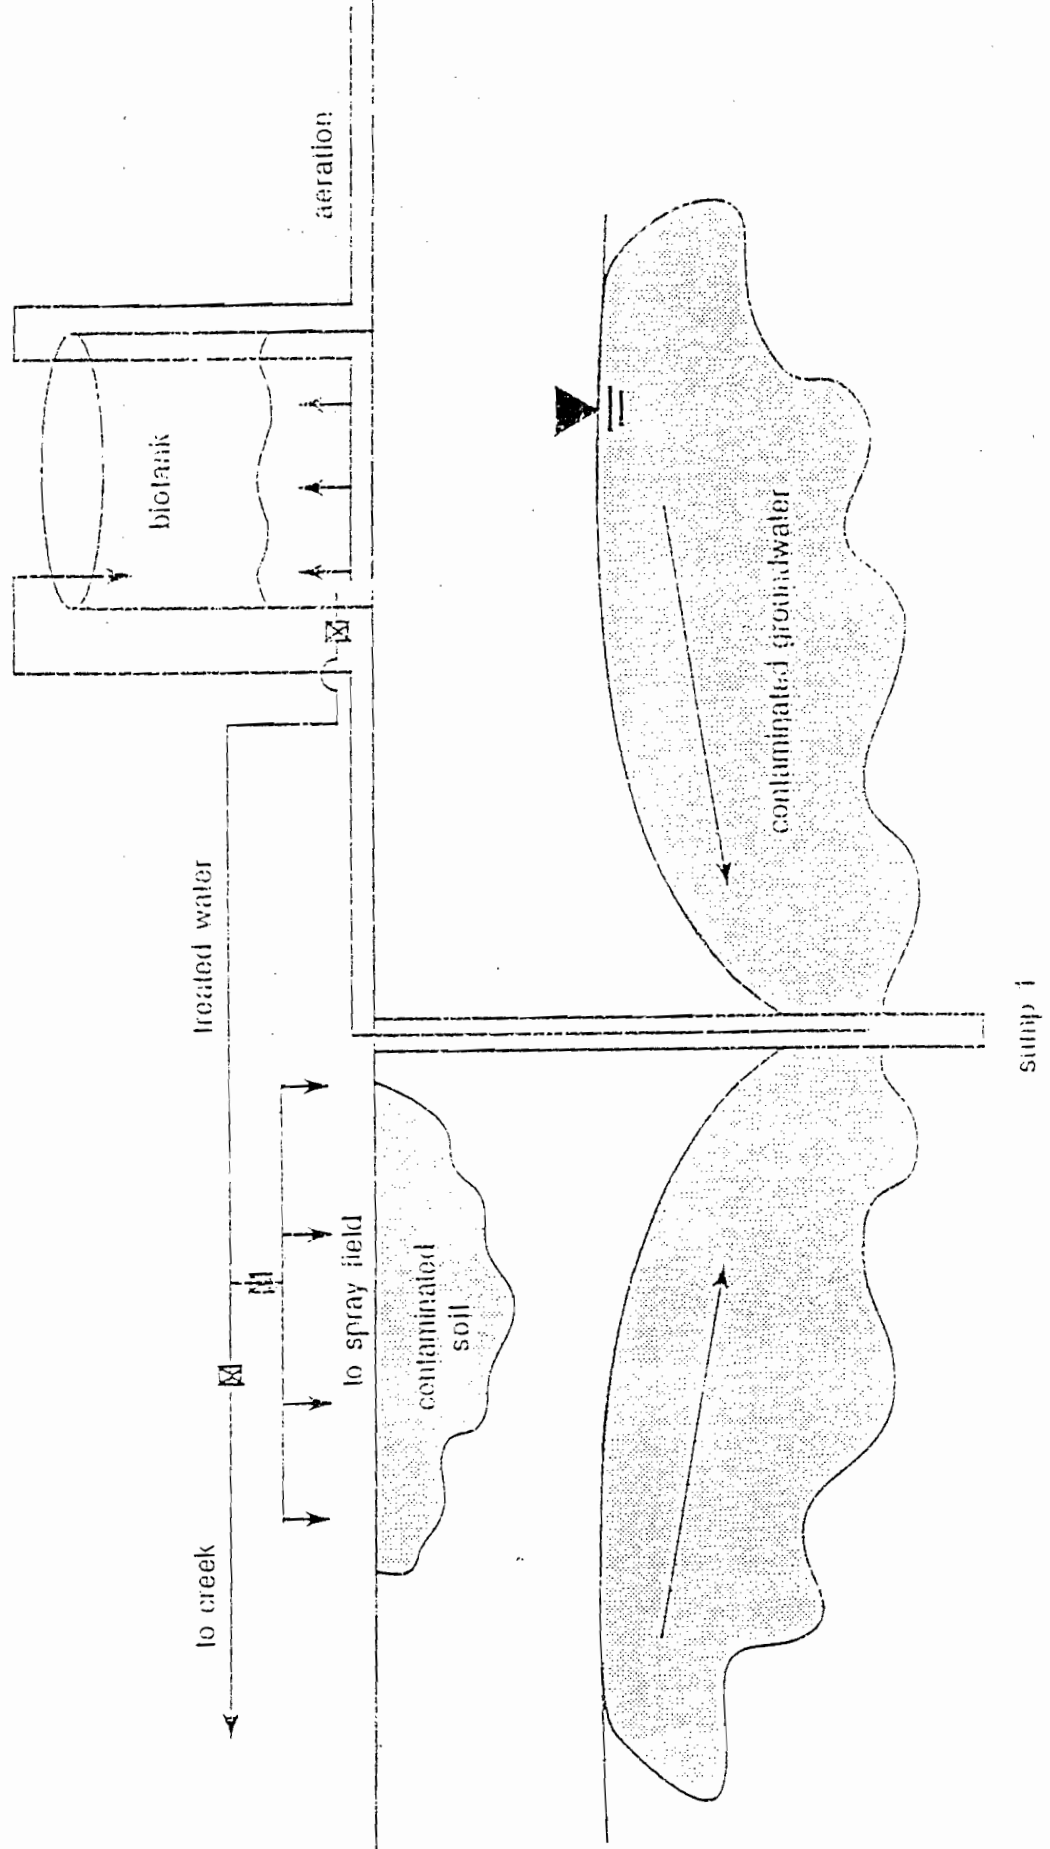 to creek
treated water
biotank
aeration
to spray field
contaminated
soil
contaminated groundwater
sump 1